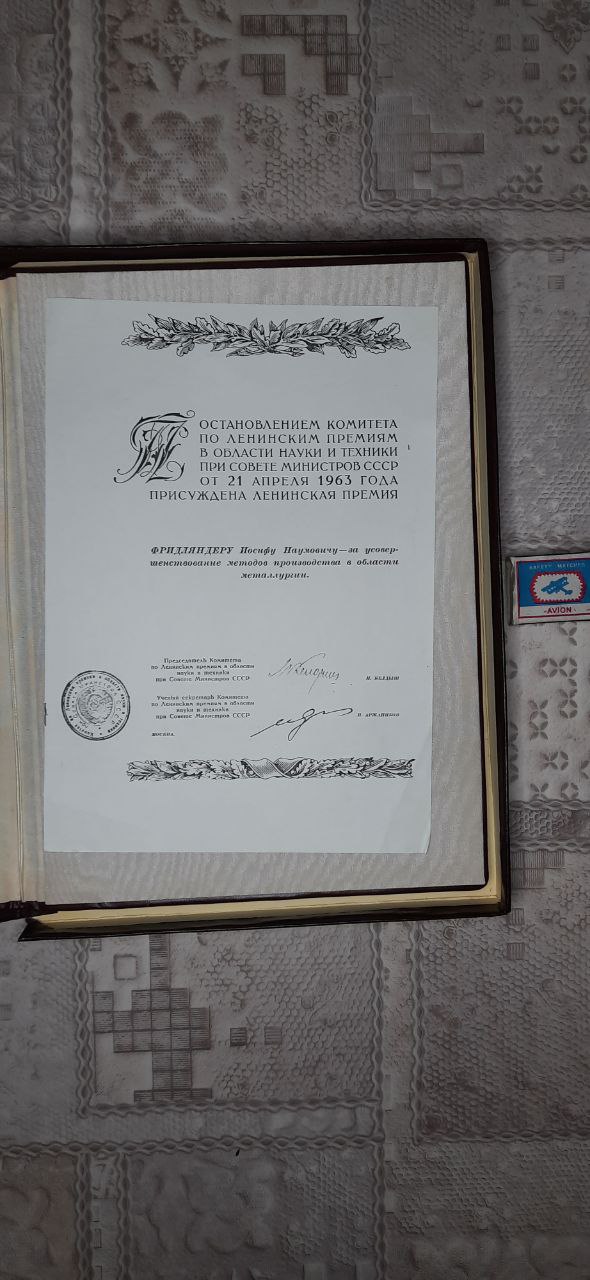 ПОСТАНОВЛЕНИЕМ КОМИТЕТА
ПО ЛЕНИНСКИМ ПРЕМИЯМ
В ОБЛАСТИ НАУКИ И ТЕХНИКИ
ПРИ СОВЕТЕ МИНИСТРОВ СССР
ОТ 21 АПРЕЛЯ 1963 ГОДА
ПРИСУЖДЕНА ЛЕНИНСКАЯ ПРЕМИЯ
ФРИДЛЯНДЕРУ Иосифу Наумовичу—за усовер-
шенствование методов производства в области
металлургии.
Председатель Комитета
по Ленинским премиям в области
науки и техники
при Совете Министров СССР
М. КЕЛДЫШ
Ученый секретарь Комитета
по Ленинским премиям в области
науки и техники
при Совете Министров СССР
МОСКВА.
SAFETY MATCHES
AVION